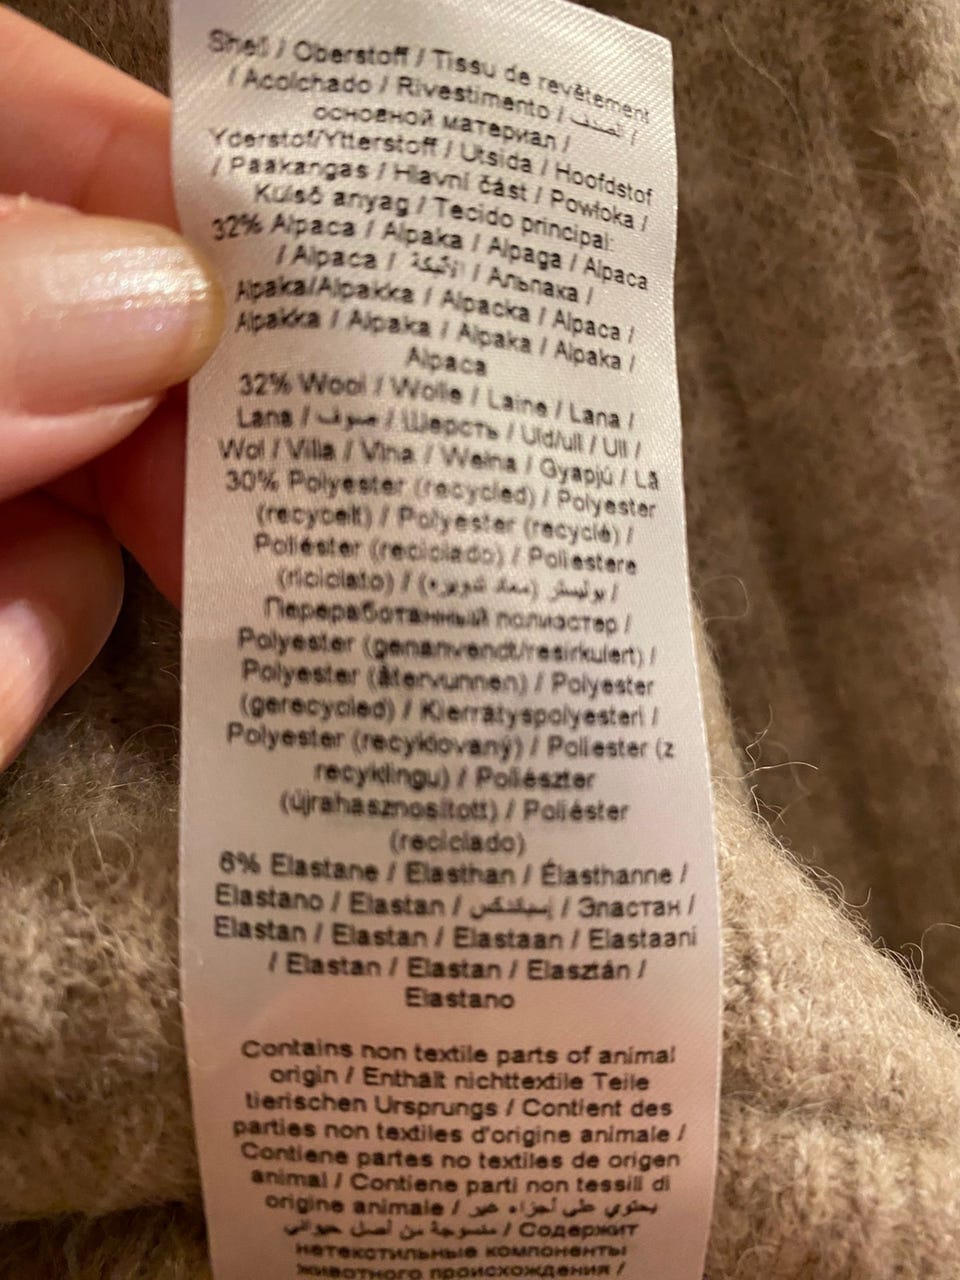 Shell / Oberstoff / Tissu de revêtement
/ Acolchado / Rivestimento / الصدف /
основной материал /
Yderstof/Ytterstoff / Utsida / Hoofdstof
/ Pääkangas / Hlavní část / Powłoka /
Külső anyag / Tecido principal:
32% Alpaca / Alpaka / Alpaga / Alpaca
/ Alpaca / الألبكة / Альпака /
Alpaka/Alpakka / Alpacka / Alpaca /
Alpakka / Alpaka / Alpaka / Alpaka /
Alpaca
32% Wool / Wolle / Laine / Lana /
Lana / صوف / Шерсть / Uld/ull / Ull /
Wol / Villa / Vlna / Wełna / Gyapjú / Lã
30% Polyester (recycled) / Polyester
(recycelt) / Polyester (recyclé) /
Poliéster (reciclado) / Poliestere
(riciclato) / بوليستر (معاد تدويره) /
Переработанный полиэстер /
Polyester (genanvendt/resirkulert) /
Polyester (återvunnen) / Polyester
(gerecycled) / Kierrätyspolyesteri /
Polyester (recyklovaný) / Poliester (z
recyklingu) / Poliészter
(újrahasznosított) / Poliéster
(reciclado)
6% Elastane / Elasthan / Élasthanne /
Elastano / Elastan / إسباندكس / Эластан /
Elastan / Elastan / Elastaan / Elastaani
/ Elastan / Elastan / Elasztán /
Elastano
Contains non textile parts of animal
origin / Enthält nichttextile Teile
tierischen Ursprungs / Contient des
parties non textiles d'origine animale /
Contiene partes no textiles de origen
animal / Contiene parti non tessili di
origine animale / يحتوي على أجزاء غير
منسوجة من أصل حيواني / Содержит
нетекстильные компоненты
животного происхождения /